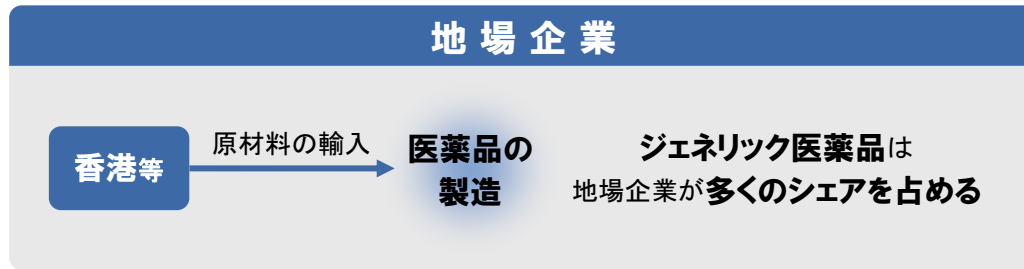 地場企業
香港等
原材料の輸入
医薬品の
製造
ジェネリック医薬品は
地場企業が多くのシェアを占める